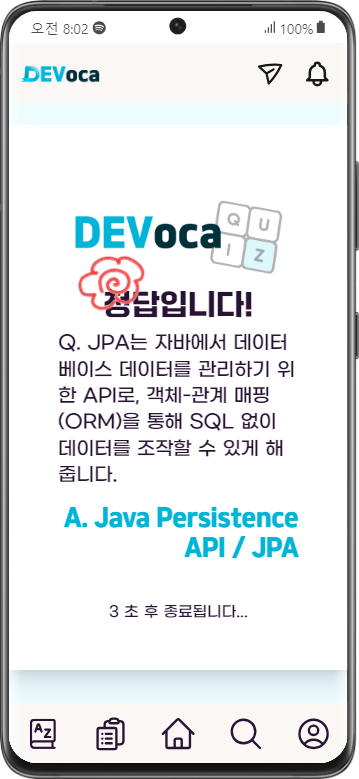 오전 8:02
100%
DEVoca
DEVoca
Q U
I Z
정답입니다!
Q. JPA는 자바에서 데이터
베이스 데이터를 관리하기 위
한 API로, 객체-관계 매핑
(ORM)을 통해 SQL 없이
데이터를 조작할 수 있게 해
줍니다.
A. Java Persistence
API / JPA
3 초 후 종료됩니다...
AZ